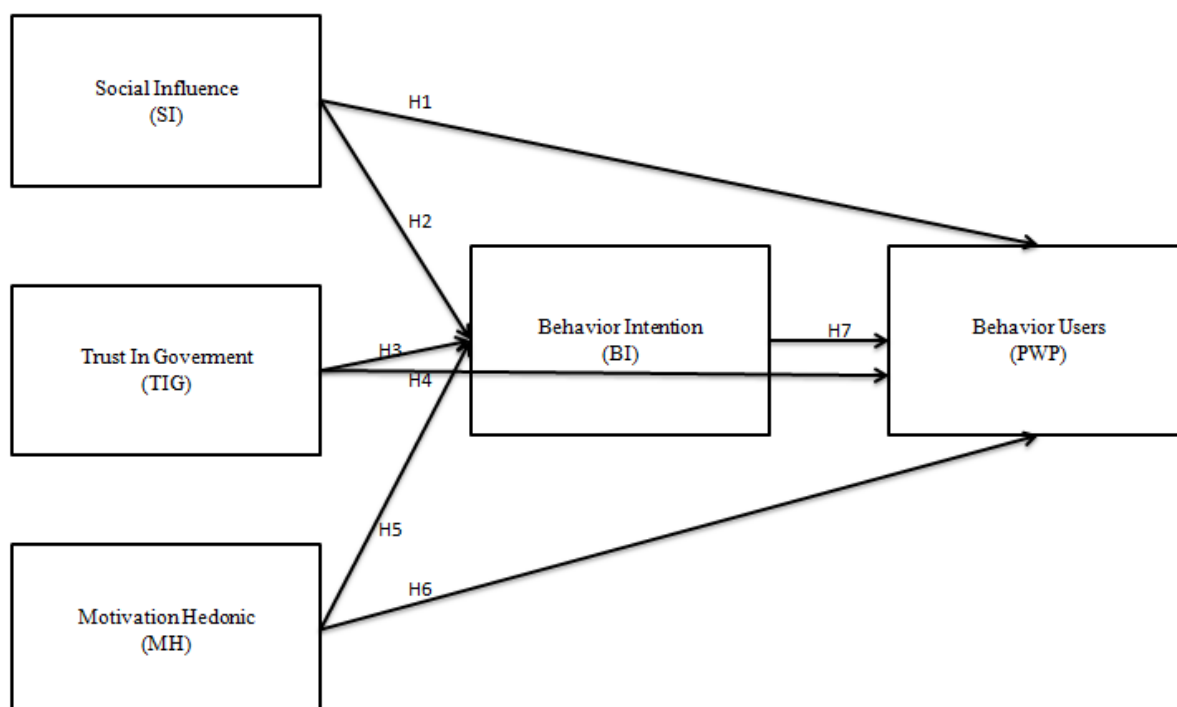 Social Influence
(SI)
H1
H2
Trust In Goverment
(TIG)
H3
H4
Behavior Intention
(BI)
H7
Behavior Users
(PWP)
H5
H6
Motivation Hedonic
(MH)